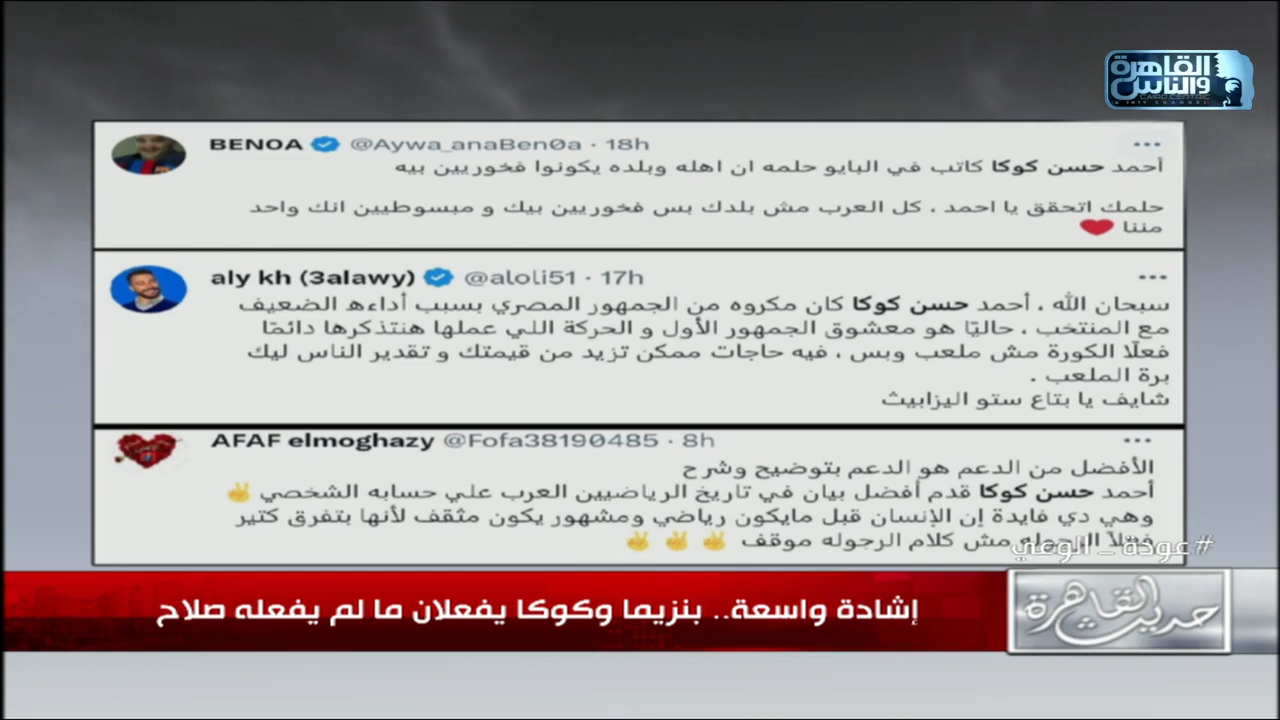 القاهرة
والناس
CAIRO CENTRIC
BENOA @Aywa_anaBen0a · 18h
أحمد حسن كوكا كاتب في البايو حلمه ان اهله وبلده يكونوا فخوريين بيه
حلمك اتحقق يا احمد ، كل العرب مش بلدك بس فخوريين بيك و مبسوطيين انك واحد
مننا ❤️
aly kh (3alawy) @aloli51 · 17h
سبحان الله ، أحمد حسن كوكا كان مكروه من الجمهور المصري بسبب أداءه الضعيف
مع المنتخب ، حاليًا هو معشوق الجمهور الأول و الحركة اللي عملها هنتذكرها دائمًا
فعلًا الكورة مش ملعب وبس ، فيه حاجات ممكن تزيد من قيمتك و تقدير الناس ليك
برة الملعب .
شايف يا بتاع ستو اليزابيث
AFAF elmoghazy @Fofa38190485 · 8h
الأفضل من الدعم هو الدعم بتوضيح وشرح
أحمد حسن كوكا قدم أفضل بيان في تاريخ الرياضيين العرب علي حسابه الشخصي ✌️
وهي دي فايدة إن الإنسان قبل مايكون رياضي ومشهور يكون مثقف لأنها بتفرق كتير
فعلاً الرجوله مش كلام الرجوله موقف ✌️ ✌️ ✌️
#عودة_الوعي
إشادة واسعة.. بنزيما وكوكا يفعلان ما لم يفعله صلاح
حديث القاهرة